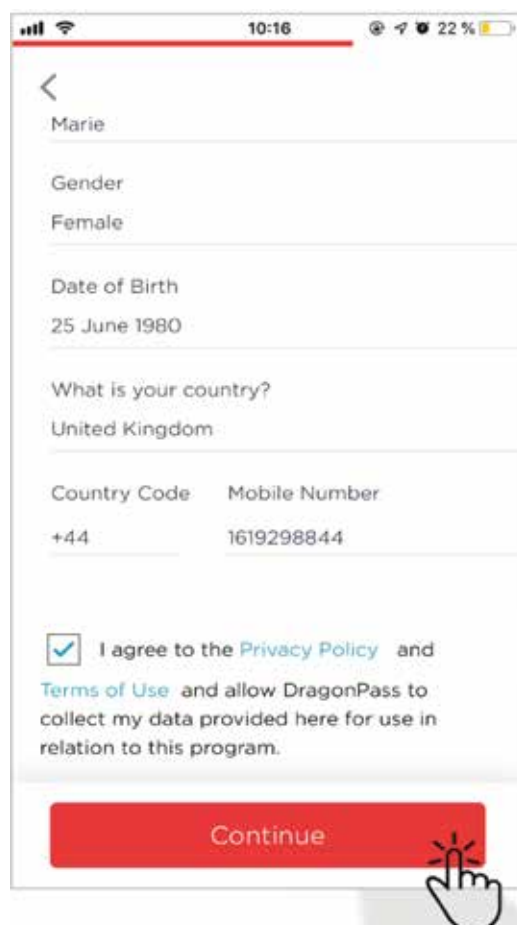 10:16 22 %
Marie
Gender
Female
Date of Birth
25 June 1980
What is your country?
United Kingdom
Country Code Mobile Number
+44 1619298844
I agree to the Privacy Policy and
Terms of Use and allow DragonPass to
collect my data provided here for use in
relation to this program.
Continue